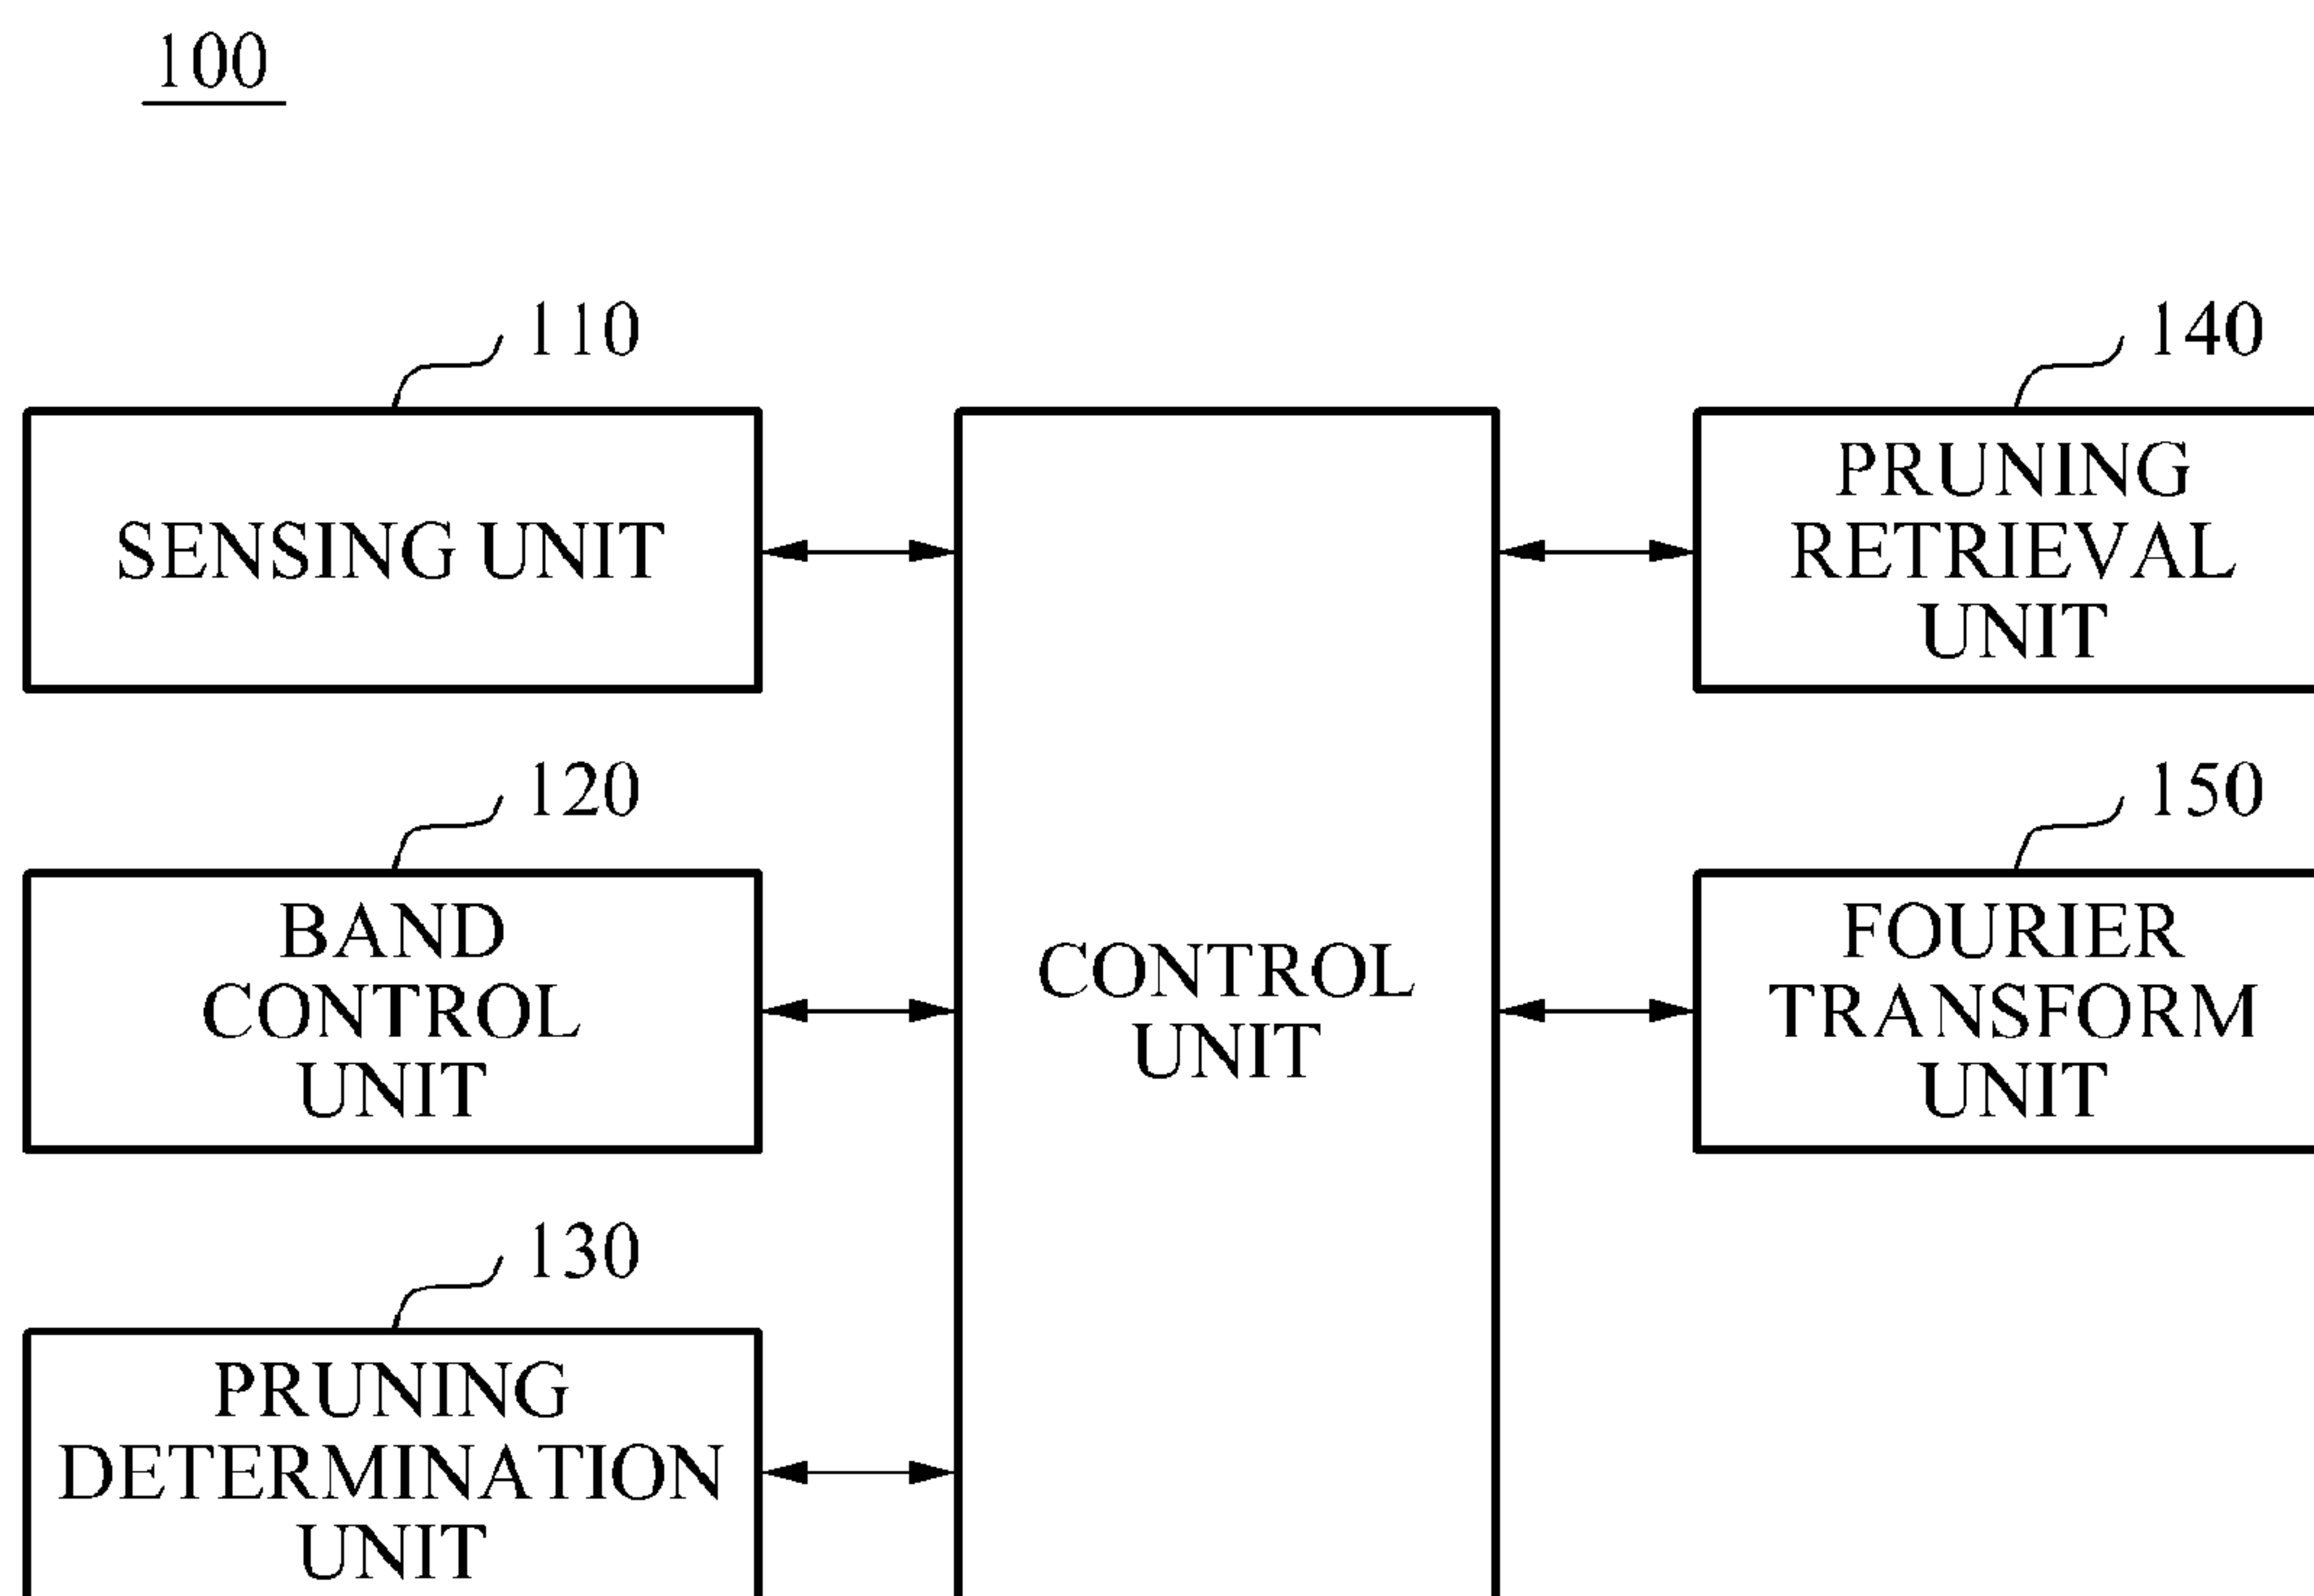 100
110
SENSING UNIT
120
BAND
CONTROL
UNIT
130
PRUNING
DETERMINATION
UNIT
CONTROL
UNIT
140
PRUNING
RETRIEVAL
UNIT
150
FOURIER
TRANSFORM
UNIT